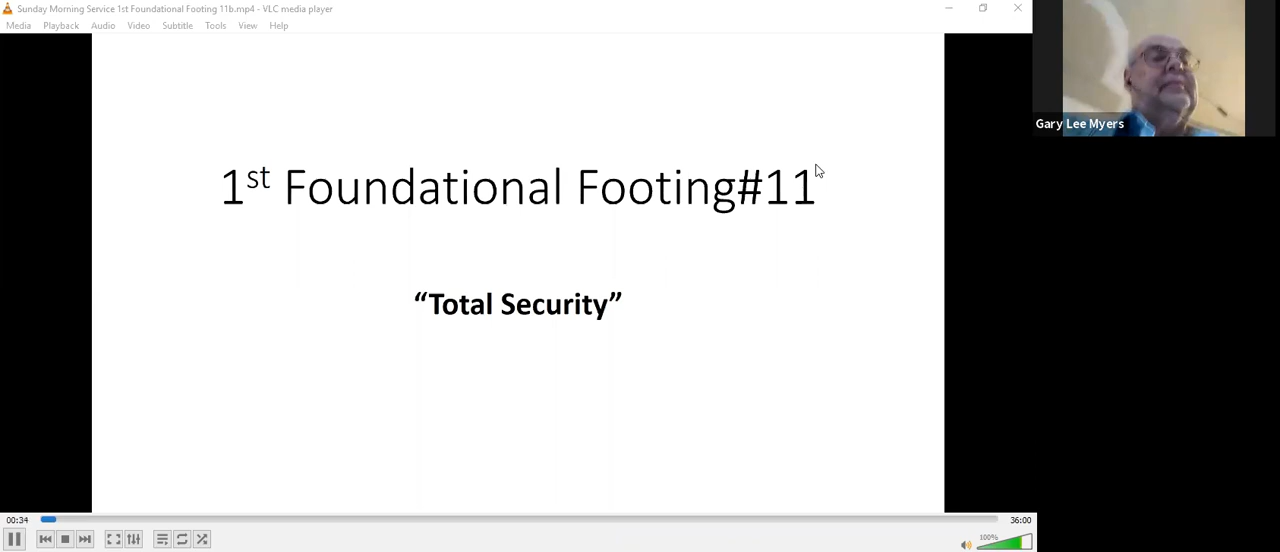 Sunday Morning Service 1st Foundational Footing 11b.mp4 - VLC media player
Media Playback Audio Video Subtitle Tools View Help
1st Foundational Footing#11
“Total Security”
Gary Lee Myers
00:34 36:00
100%